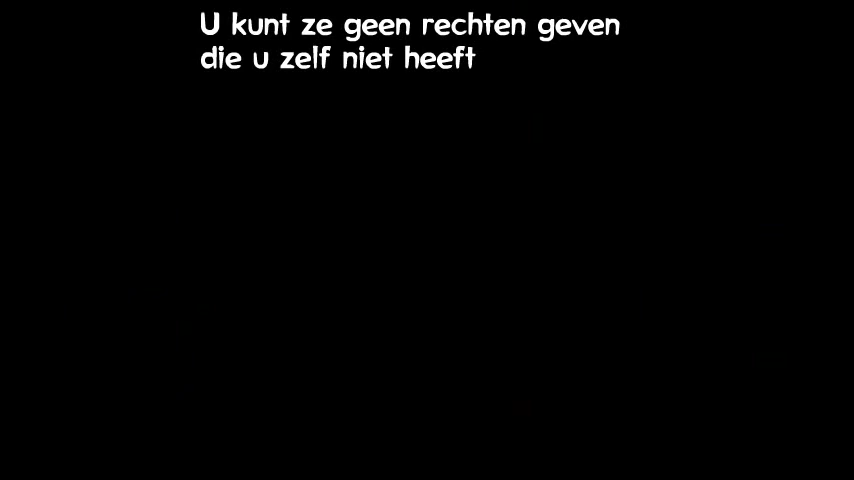 U kunt ze geen rechten geven
die u zelf niet heeft